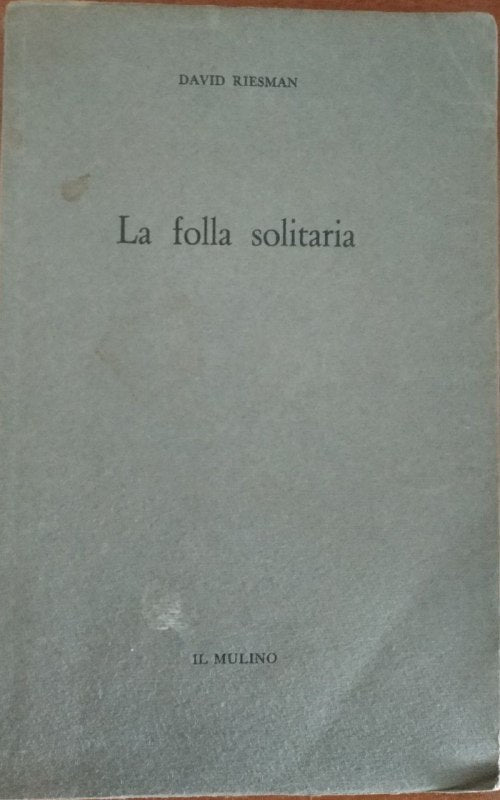 DAVID RIESMAN
La folla solitaria
IL MULINO